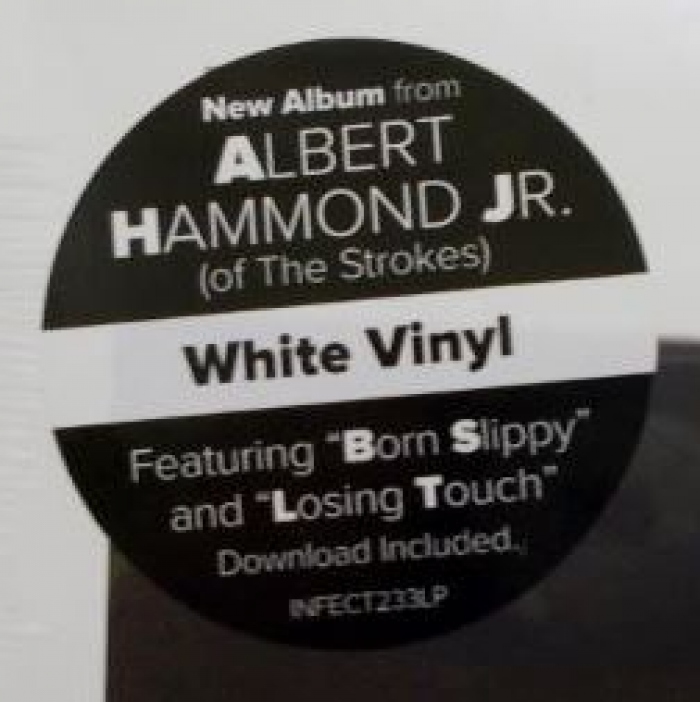 New Album from
ALBERT
HAMMOND JR.
(of The Strokes)
White Vinyl
Featuring "Born Slippy"
and "Losing Touch"
Download Included.
INFECT233LP